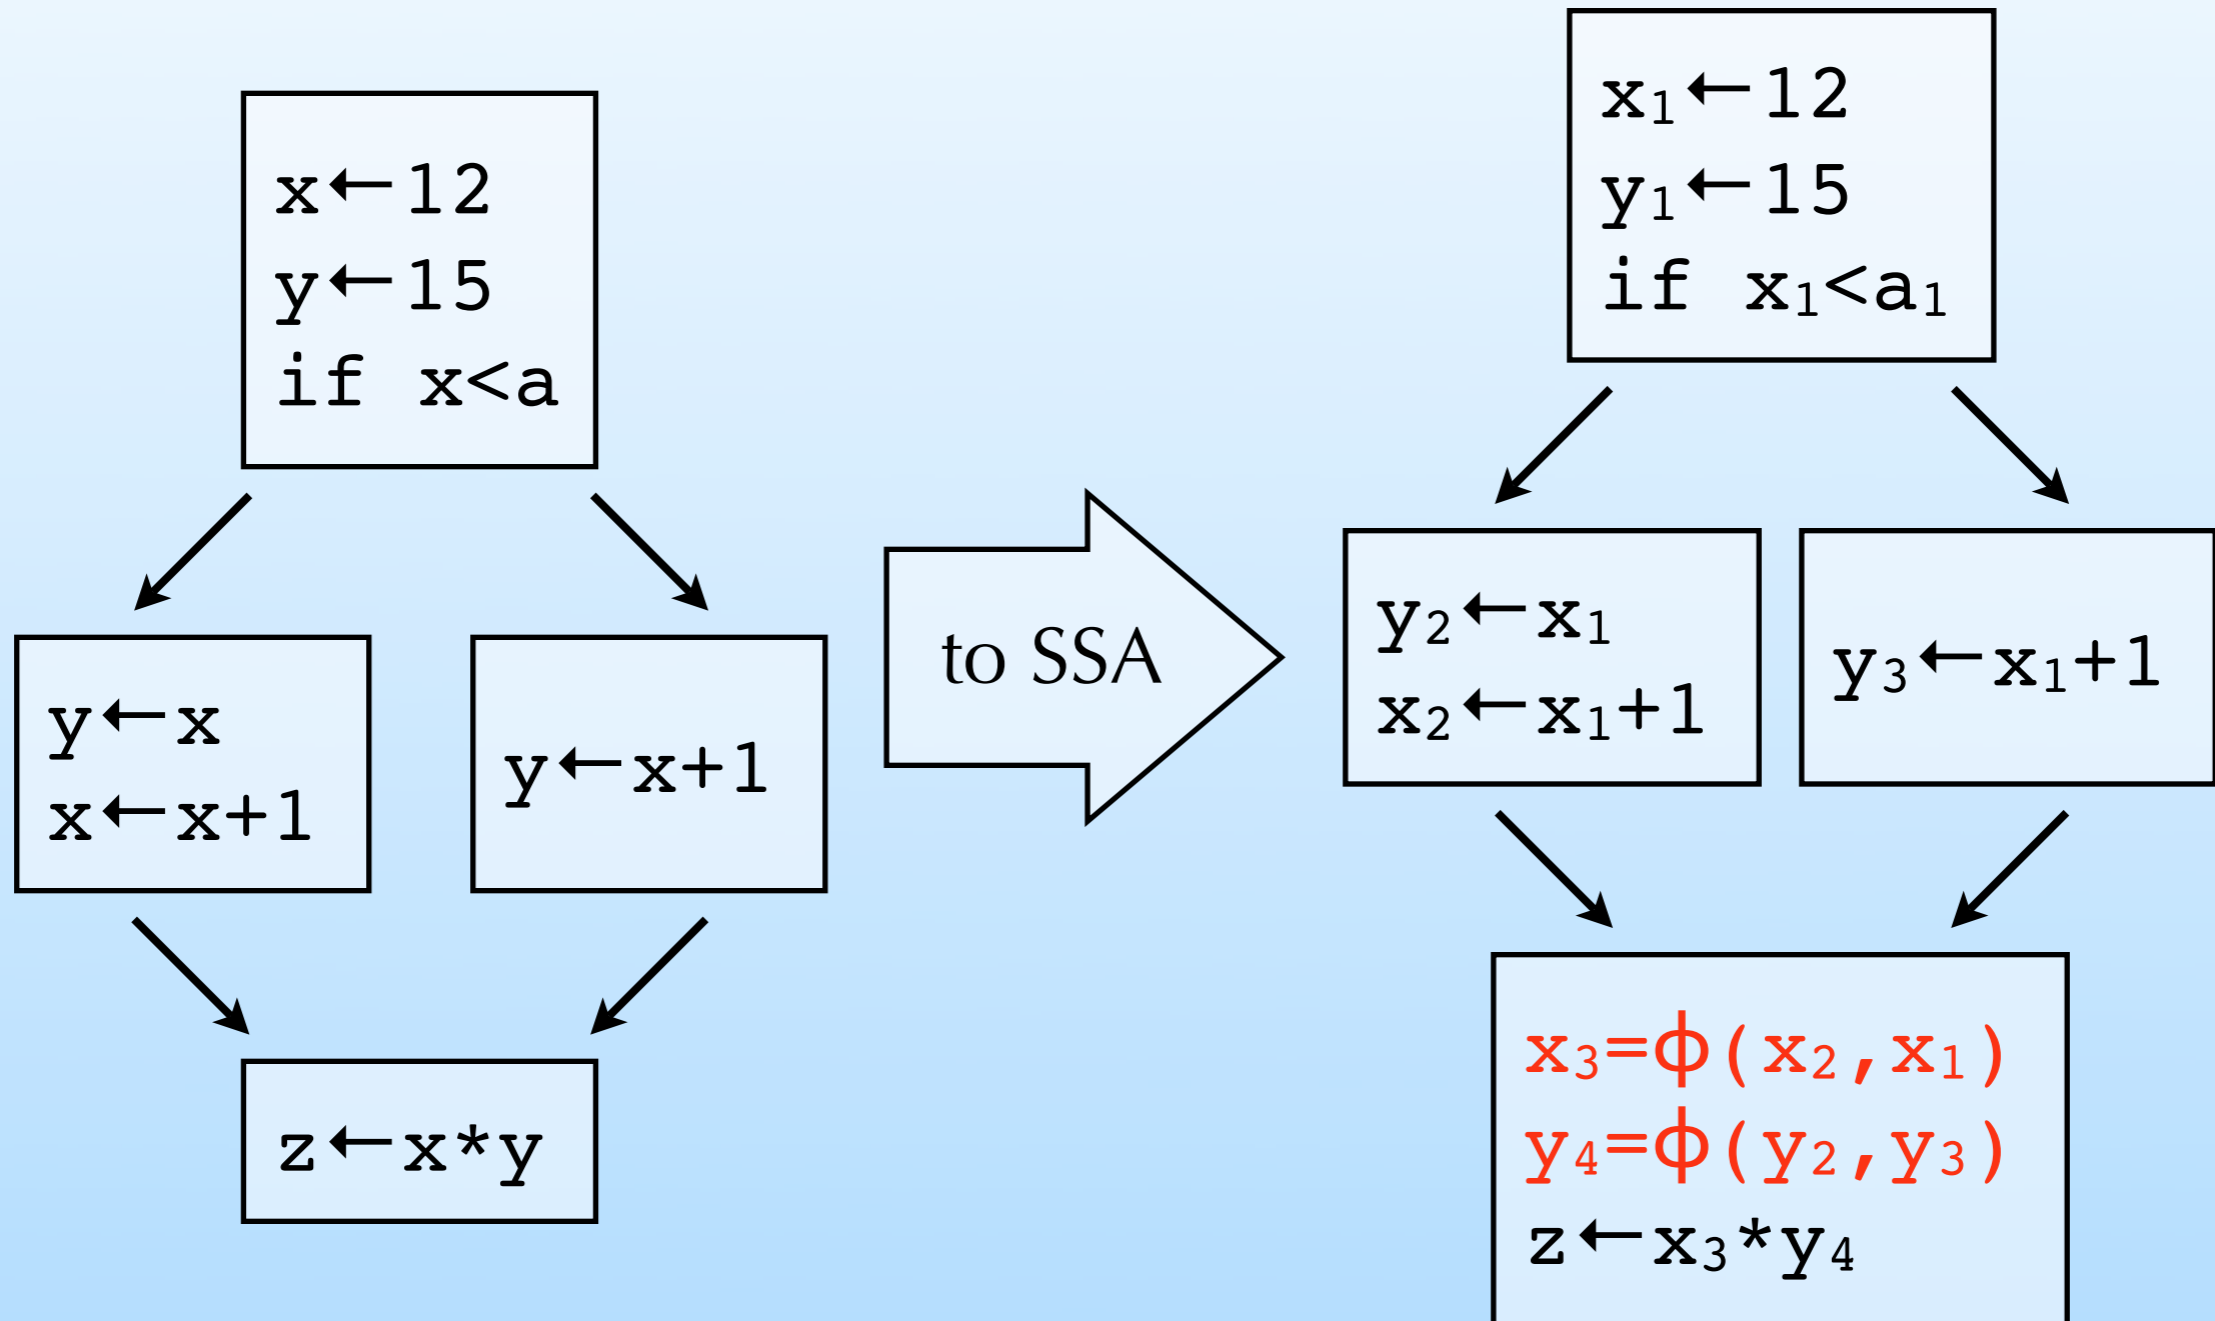 x←12
y←15
if x<a
y←x
x←x+1
y←x+1
z←x*y
to SSA
x₁←12
y₁←15
if x₁<a₁
y₂←x₁
x₂←x₁+1
y₃←x₁+1
x₃=ϕ(x₂,x₁)
y₄=ϕ(y₂,y₃)
z←x₃*y₄